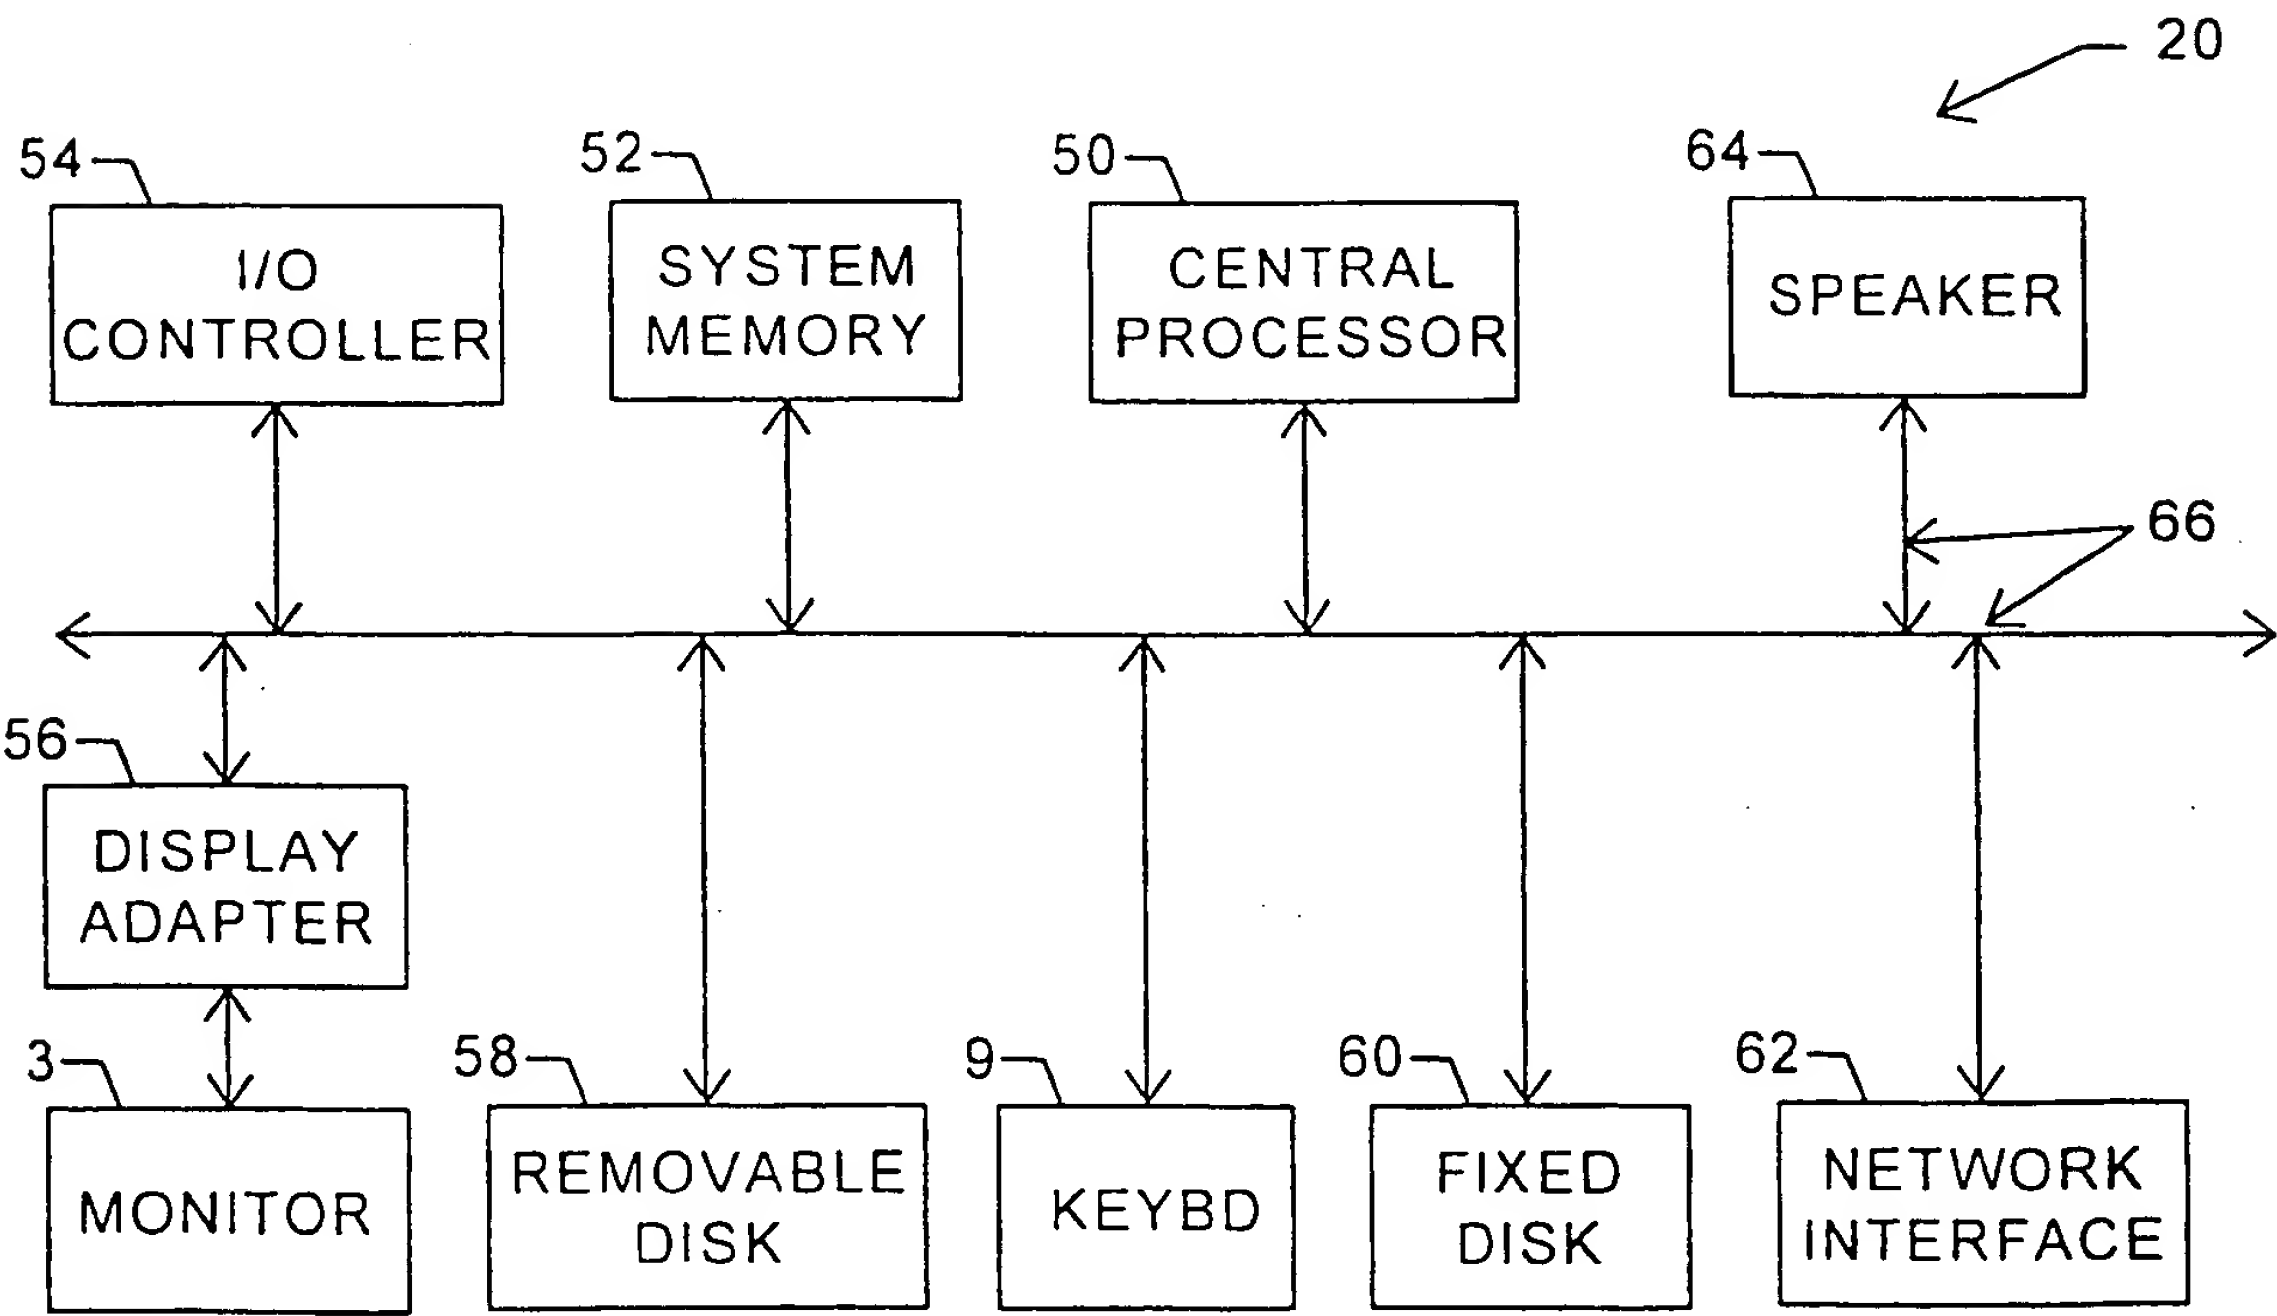 20
54
52
50
64
I/O
CONTROLLER
SYSTEM
MEMORY
CENTRAL
PROCESSOR
SPEAKER
66
56
DISPLAY
ADAPTER
3
58
9
60
62
MONITOR
REMOVABLE
DISK
KEYBD
FIXED
DISK
NETWORK
INTERFACE